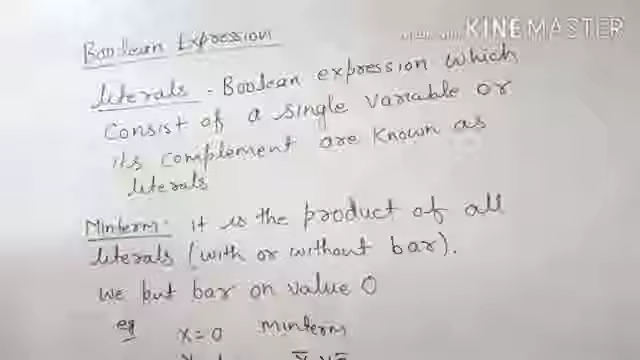 Made with KINEMASTER
Boolean Expression
literals - Boolean expression which
consist of a single variable or
its complement are known as
literals
Minterm - It is the product of all
literals (with or without bar).
We put bar on value 0
eg x=0 minterm